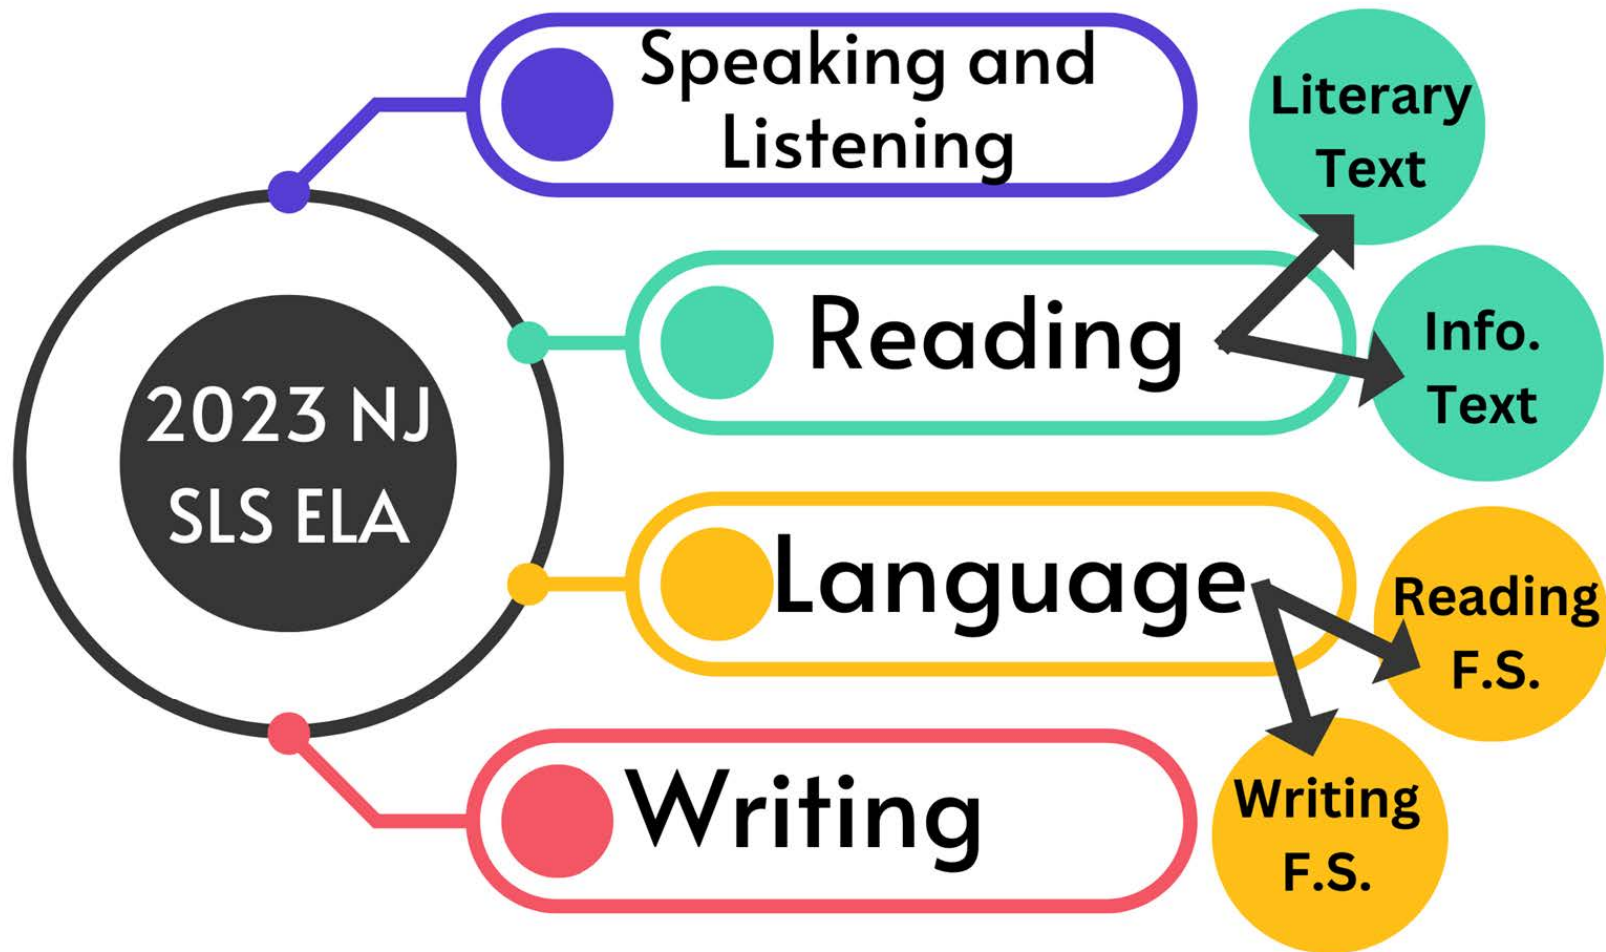 2023 NJ
SLS ELA
Speaking and
Listening
Reading
Literary
Text
Info.
Text
Language
Reading
F.S.
Writing
F.S.
Writing